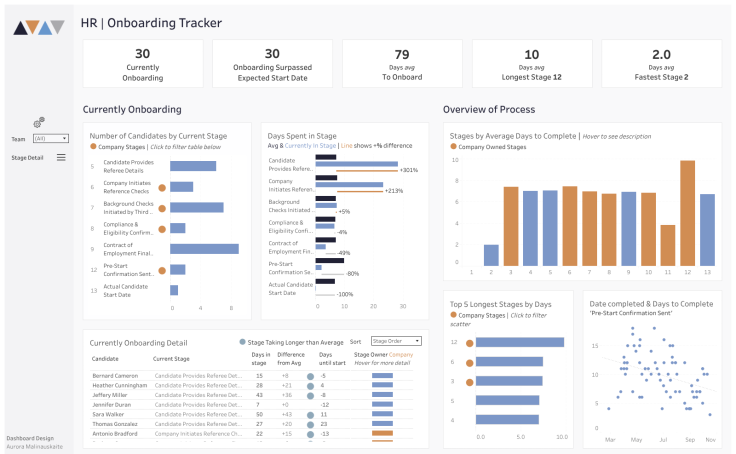 HR | Onboarding Tracker
30
Currently
Onboarding
30
Onboarding Surpassed
Expected Start Date
79
Days avg
To Onboard
10
Days avg
Longest Stage 12
2.0
Days avg
Fastest Stage 2
Team
(All)
Stage Detail
Dashboard Design
Aurora Malinauskaite
Currently Onboarding
Number of Candidates by Current Stage
Company Stages | Click to filter table below
5 Candidate Provides
Referee Details
6 Company Initiates
Reference Checks
7 Background Checks
Initiated by Third ..
8 Compliance &
Eligibility Confirm..
9 Contract of
Employment Final..
12 Pre-Start
Confirmation Sent..
13 Actual Candidate
Start Date
0 4 8
Days Spent in Stage
Avg & Currently In Stage | Line shows +% difference
Candidate
Provides Refere..
+301%
Company
Initiates Referen..
+213%
Background
Checks Initiated ..
+5%
Compliance &
Eligibility Confir..
-4%
Contract of
Employment Fina..
-49%
Pre-Start
Confirmation Se..
-80%
Actual Candidate
Start Date
-100%
0 10 20 30
Currently Onboarding Detail
Stage Taking Longer than Average
Sort
Stage Order
Candidate
Current Stage
Days in
stage
Difference
from Avg
Days
until start
Stage Owner Company
Hover for more detail
Bernard Cameron Candidate Provides Referee Det... 15 +8 -5
Heather Cunningham Candidate Provides Referee Det... 28 +21 4
Jeffery Miller Candidate Provides Referee Det... 43 +36 -8
Jennifer Duran Candidate Provides Referee Det... 7 +0 -12
Sara Walker Candidate Provides Referee Det... 50 +43 11
Thomas Gonzalez Candidate Provides Referee Det... 27 +20 23
Antonio Bradford Company Initiates Reference Ch... 22 +15 -13
Overview of Process
Stages by Average Days to Complete | Hover to see description
Company Owned Stages
10
8
6
4
2
0
1 2 3 4 5 6 7 8 9 10 11 12 13
Top 5 Longest Stages by Days
Company Stages | Click to filter
scatter
12
6
3
5
4
0.0 5.0 10.0
Date completed & Days to Complete
'Pre-Start Confirmation Sent'
15
10
5
0
Mar May Jul Sep Nov